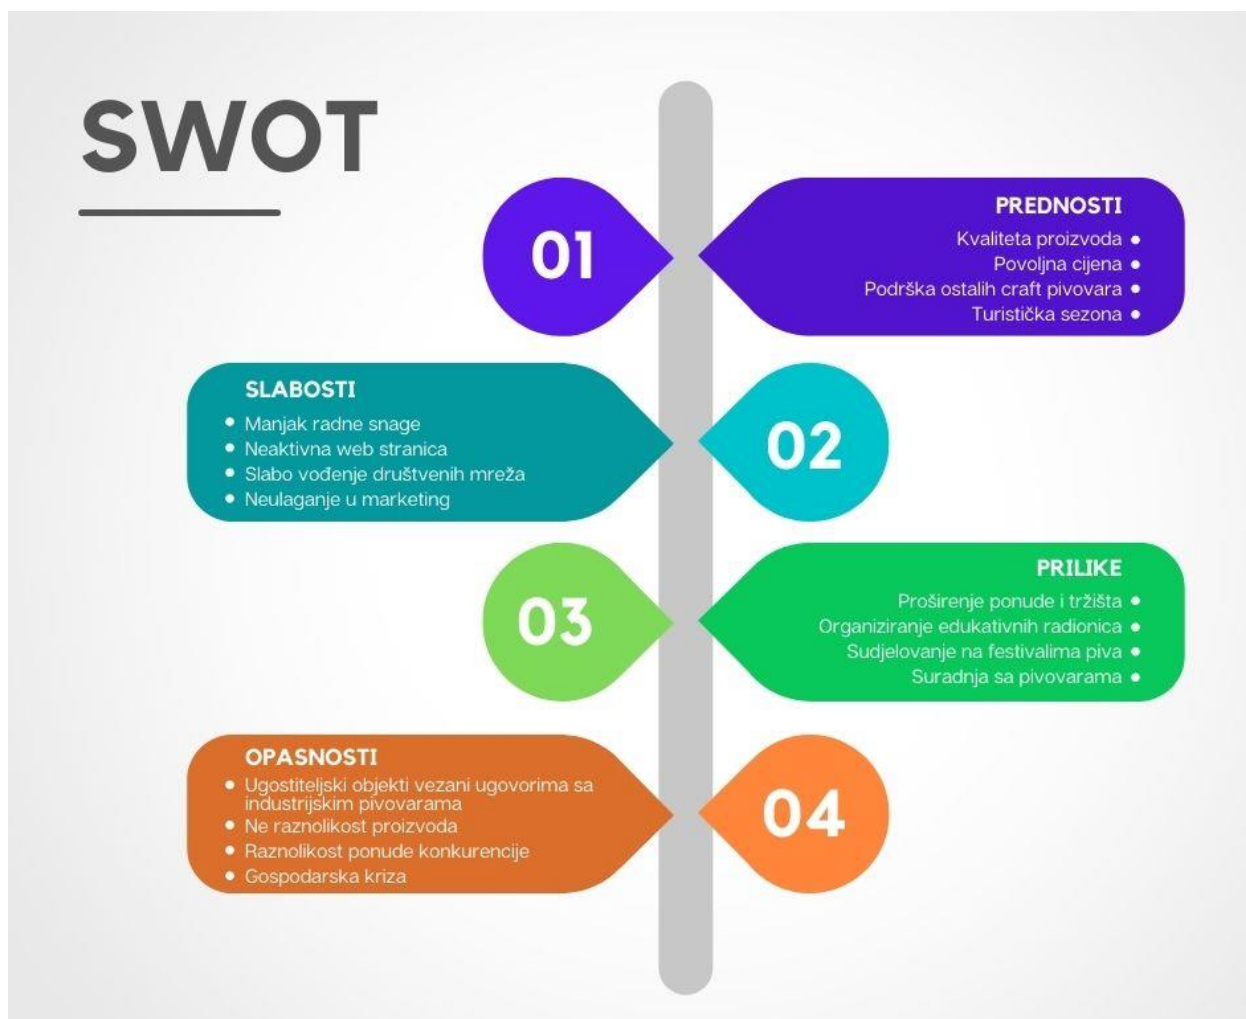 SWOT
01
PREDNOSTI
Kvaliteta proizvoda
Povoljna cijena
Podrška ostalih craft pivovara
Turistička sezona
SLABOSTI
Manjak radne snage
Neaktivna web stranica
Slabo vođenje društvenih mreža
Neulaganje u marketing
02
03
PRILIKE
Proširenje ponude i tržišta
Organiziranje edukativnih radionica
Sudjelovanje na festivalima piva
Suradnja sa pivovarama
OPASNOSTI
Ugostiteljski objekti vezani ugovorima sa
industrijskim pivovarama
Ne raznolikost proizvoda
Raznolikost ponude konkurencije
Gospodarska kriza
04